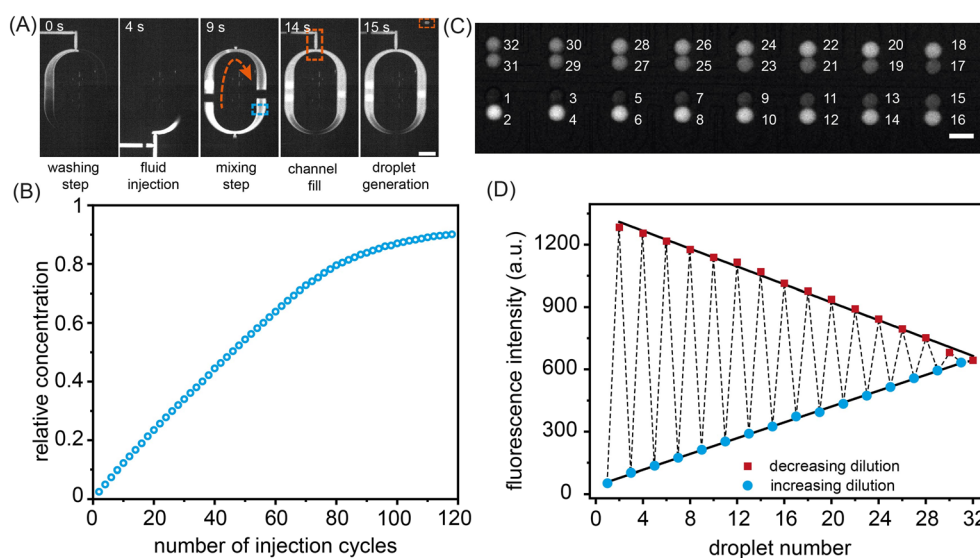 (A)
0 s 4 s 9 s 14 s 15 s
washing step
fluid injection
mixing step
channel fill
droplet generation
(B)
1
0.8
0.6
0.4
0.2
0
relative concentration
0 20 40 60 80 100 120
number of injection cycles
(C)
32 30 28 26 24 22 20 18
31 29 27 25 23 21 19 17
1 3 5 7 9 11 13 15
2 4 6 8 10 12 14 16
(D)
1200
900
600
300
0
fluorescence intensity (a.u.)
decreasing dilution
increasing dilution
0 4 8 12 16 20 24 28 32
droplet number